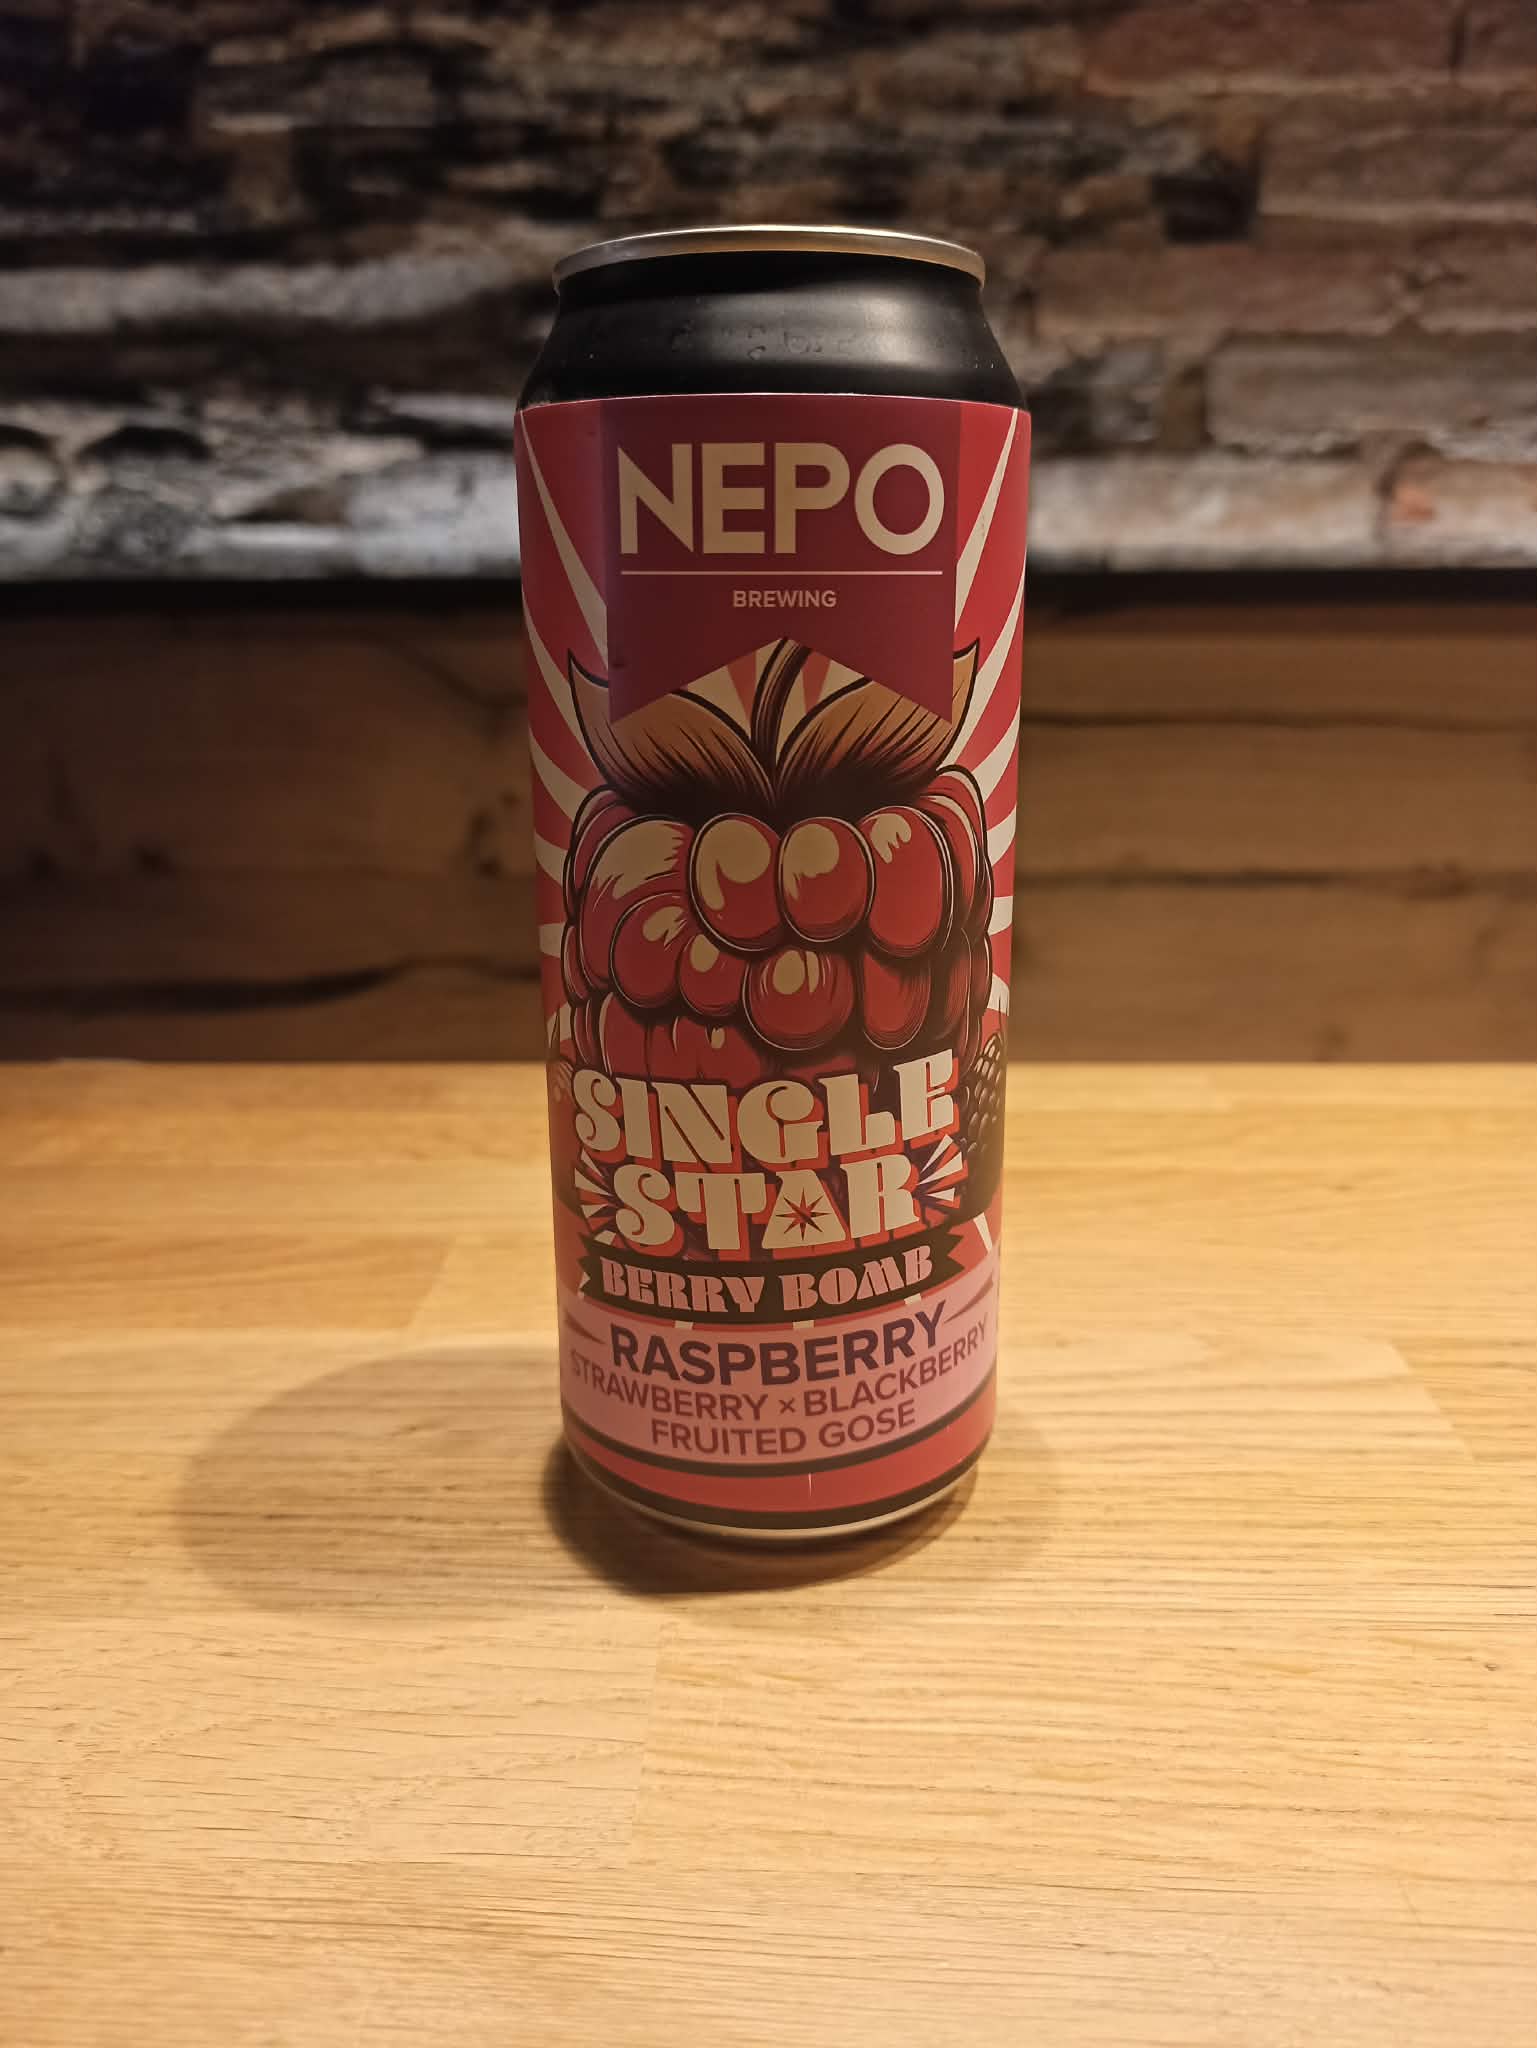 NEPO
BREWING
SINGLE
STAR
BERRY BOMB
RASPBERRY
STRAWBERRY × BLACKBERRY
FRUITED GOSE